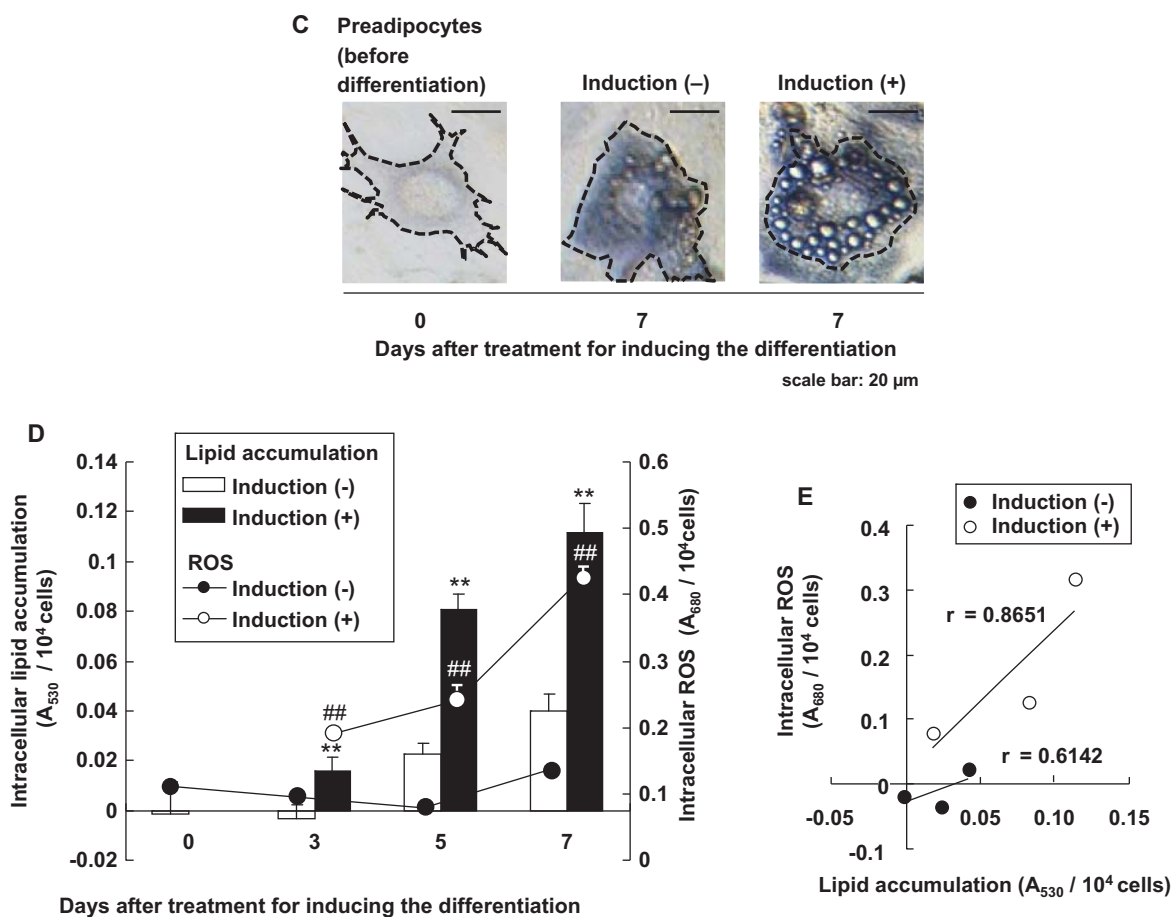 C Preadipocytes
(before
differentiation)
Induction (–)
Induction (+)
0 7 7
Days after treatment for inducing the differentiation
scale bar: 20 μm
D
Lipid accumulation
Induction (-)
Induction (+)
ROS
Induction (-)
Induction (+)
Intracellular lipid accumulation
(A530 / 10⁴ cells)
0.14
0.12
0.1
0.08
0.06
0.04
0.02
0
-0.02
**
##
**
##
**
##
0.6
0.5
0.4
0.3
0.2
0.1
0
Intracellular ROS (A680 / 10⁴cells)
0 3 5 7
Days after treatment for inducing the differentiation
E
Induction (-)
Induction (+)
Intracellular ROS
(A680 / 10⁴ cells)
0.4
0.3
0.2
0.1
0
-0.1
r = 0.8651
r = 0.6142
-0.05 0.05 0.10 0.15
Lipid accumulation (A530 / 10⁴ cells)